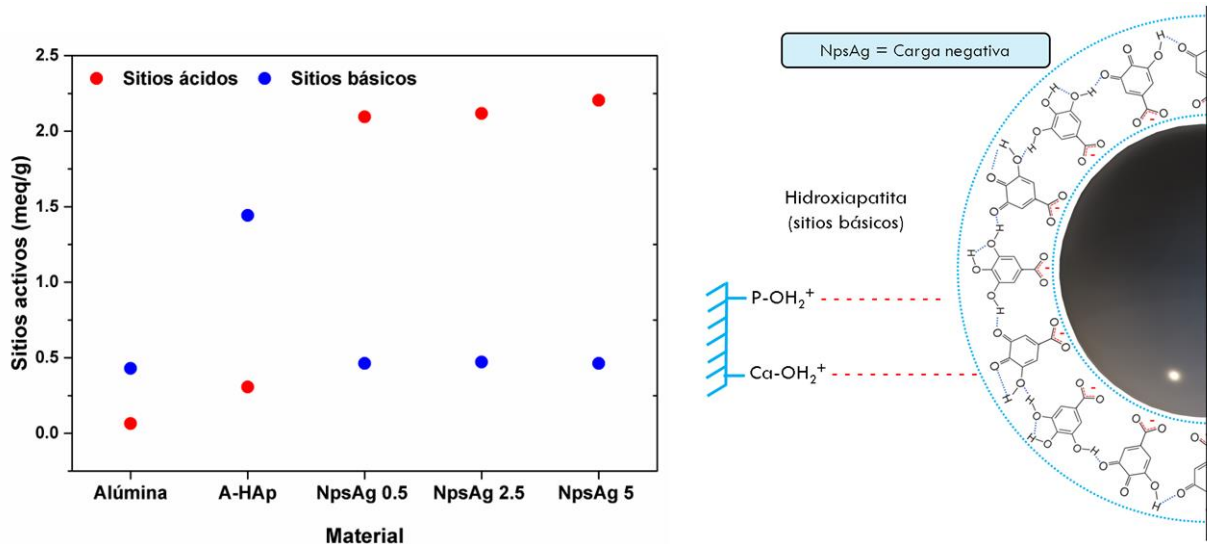 Sitios activos (meq/g)
2.5
2.0
1.5
1.0
0.5
0.0
Sitios ácidos
Sitios básicos
Alúmina
A-HAp
NpsAg 0.5
NpsAg 2.5
NpsAg 5
Material
NpsAg = Carga negativa
Hidroxiapatita
(sitios básicos)
P-OH₂⁺
Ca-OH₂⁺